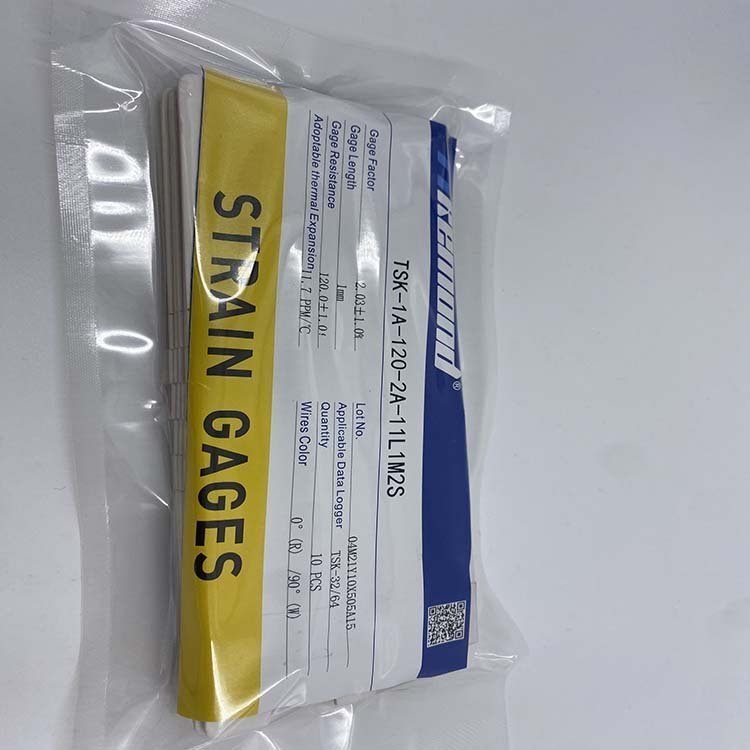 ®
TSK-1A-120-2A-11L1M2S
Gage Factor 2.03±1.0%
Gage Length 1mm
Gage Resistance 120.0±1.0%
Adoptable thermal Expansion 11.7 PPM/℃
Lot No. 04M21Y10X505A15
Applicable Data Logger TSK-32/64
Quantity 10 PCS
Wires Color 0° (R) /90° (W)
STRAIN GAGES